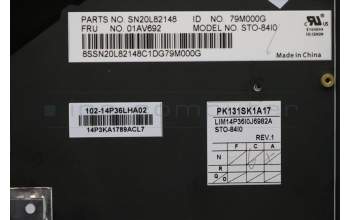 PARTS NO. SN20L82148 ID NO. 79M000G
FRU NO. 01AV692 MODEL NO. STO-84I0
8SSN20L82148C1DG79M000G
Made in China
102-14P36LHA02
14P3KA1789ACL7
PK131SK1A17
LIM14P36I0J6982A
STO-84I0
REV.1
F C A
N
R